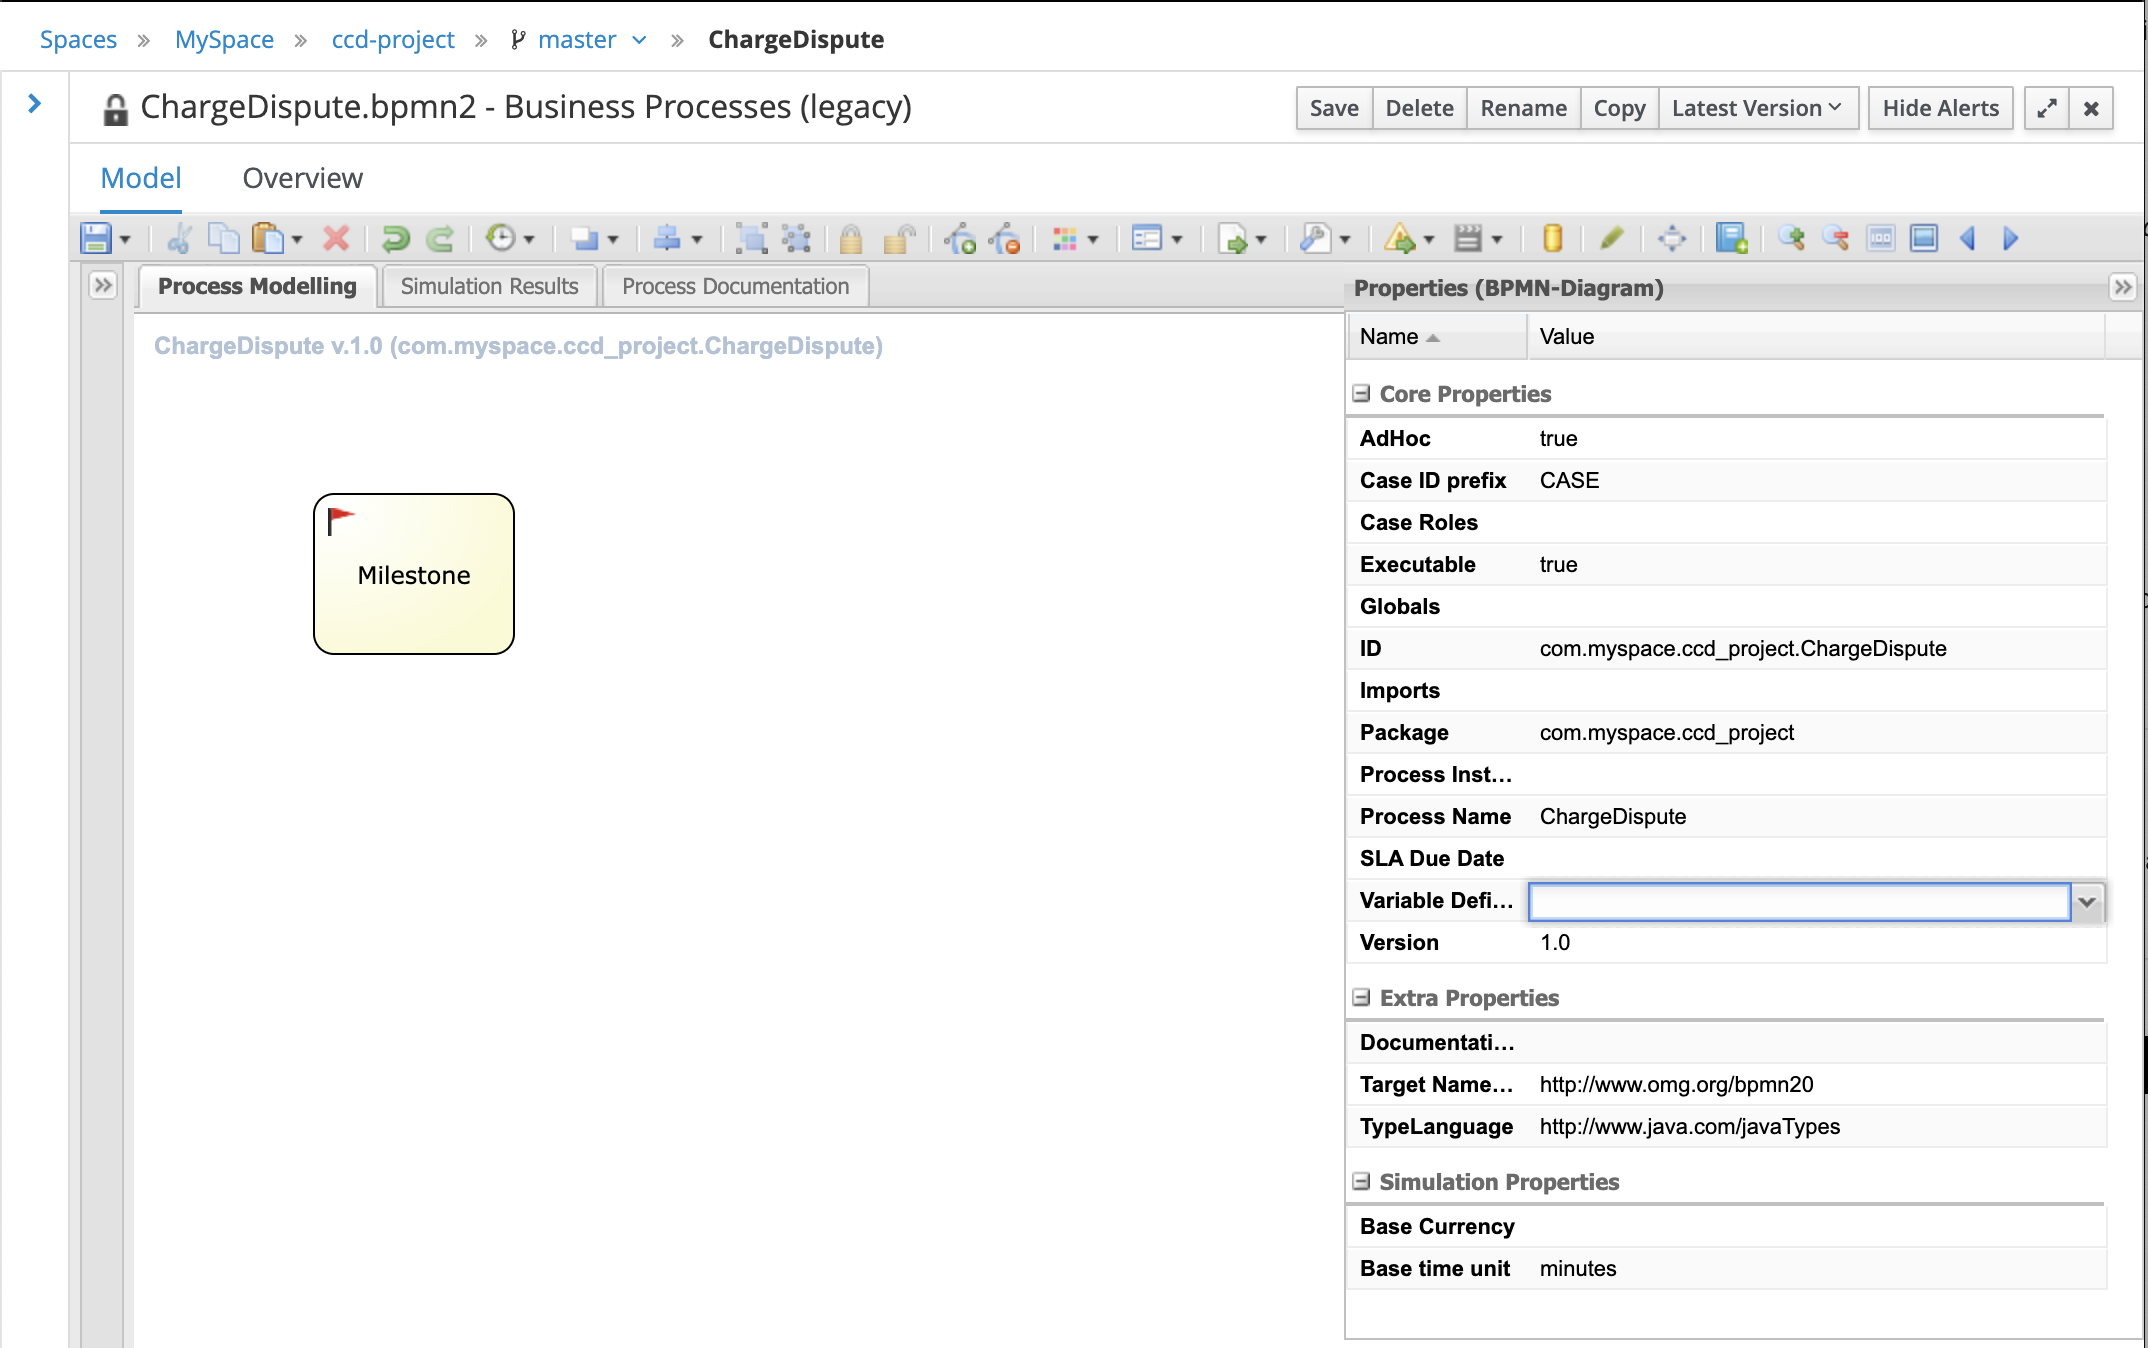 Spaces » MySpace » ccd-project » master » ChargeDispute
ChargeDispute.bpmn2 - Business Processes (legacy)
Save Delete Rename Copy Latest Version Hide Alerts
Model Overview
Process Modelling Simulation Results Process Documentation
Properties (BPMN-Diagram)
Name Value
ChargeDispute v.1.0 (com.myspace.ccd_project.ChargeDispute)
Milestone
Core Properties
AdHoc true
Case ID prefix CASE
Case Roles
Executable true
Globals
ID com.myspace.ccd_project.ChargeDispute
Imports
Package com.myspace.ccd_project
Process Inst...
Process Name ChargeDispute
SLA Due Date
Variable Defi...
Version 1.0
Extra Properties
Documentati...
Target Name... http://www.omg.org/bpmn20
TypeLanguage http://www.java.com/javaTypes
Simulation Properties
Base Currency
Base time unit minutes